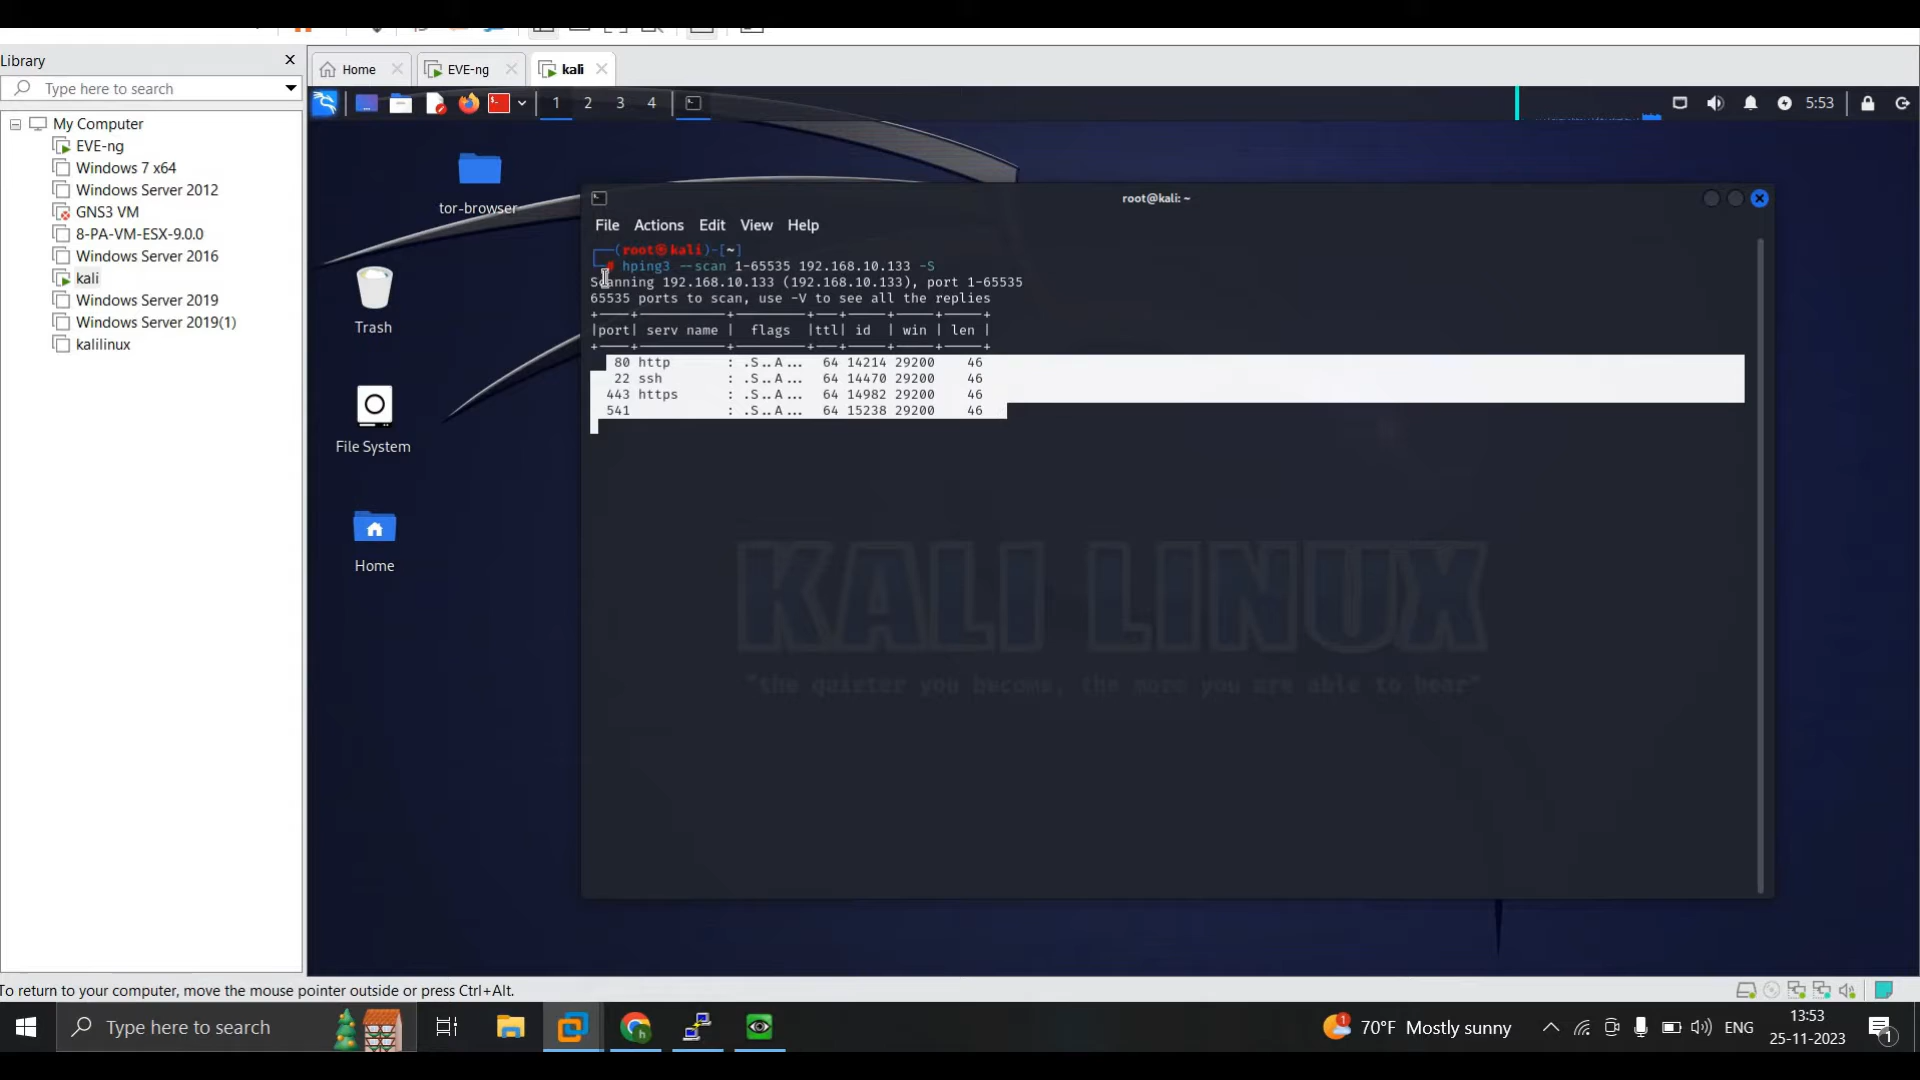 Library
Home
EVE-ng
kali
Type here to search
1 2 3 4
5:53
My Computer
EVE-ng
Windows 7 x64
Windows Server 2012
GNS3 VM
8-PA-VM-ESX-9.0.0
Windows Server 2016
kali
Windows Server 2019
Windows Server 2019(1)
kalilinux
tor-browser
Trash
File System
Home
root@kali: ~
File Actions Edit View Help
(root㉿kali)-[~]
# hping3 --scan 1-65535 192.168.10.133 -S
Scanning 192.168.10.133 (192.168.10.133), port 1-65535
65535 ports to scan, use -V to see all the replies
+----+-----------+---------+---+-----+-----+-----+
|port| serv name |  flags  |ttl| id  | win | len |
+----+-----------+---------+---+-----+-----+-----+
80 http : .S..A... 64 14214 29200 46
22 ssh : .S..A... 64 14470 29200 46
443 https : .S..A... 64 14982 29200 46
541 : .S..A... 64 15238 29200 46
KALI LINUX
"the quieter you become, the more you are able to hear"
To return to your computer, move the mouse pointer outside or press Ctrl+Alt.
Type here to search
1
70°F Mostly sunny
ENG
13:53
25-11-2023
1